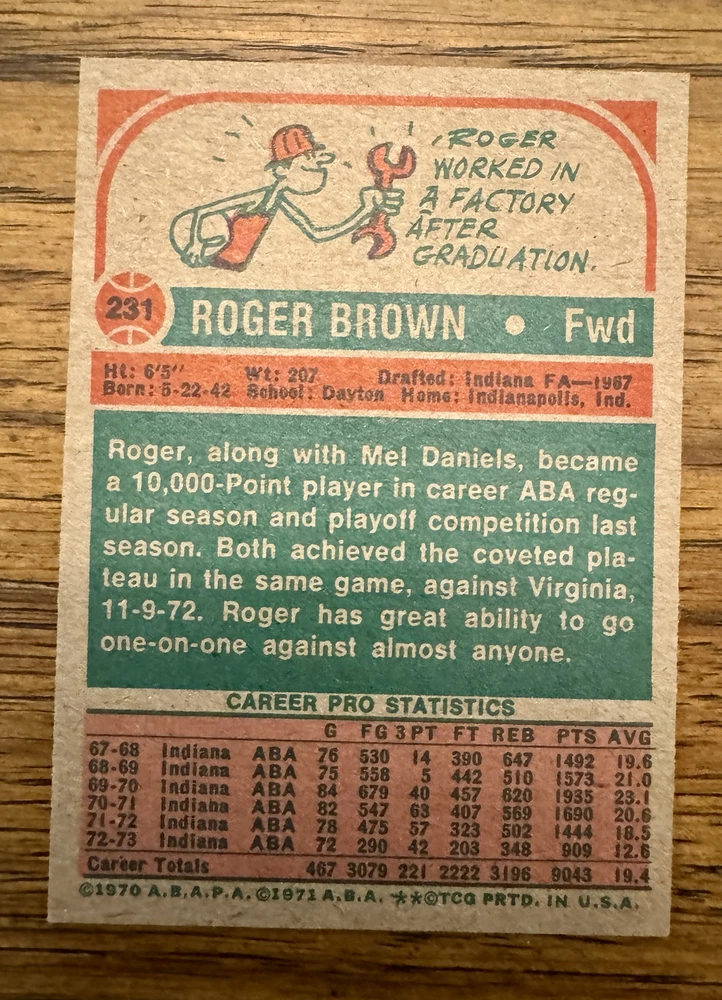 ROGER
WORKED IN
A FACTORY
AFTER
GRADUATION.
231 ROGER BROWN • Fwd
Ht: 6'5" Wt: 207 Drafted: Indiana FA—1967
Born: 5-22-42 School: Dayton Home: Indianapolis, Ind.
Roger, along with Mel Daniels, became
a 10,000-Point player in career ABA reg-
ular season and playoff competition last
season. Both achieved the coveted pla-
teau in the same game, against Virginia,
11-9-72. Roger has great ability to go
one-on-one against almost anyone.
CAREER PRO STATISTICS
G FG 3PT FT REB PTS AVG
67-68 Indiana ABA 76 530 14 390 647 1492 19.6
68-69 Indiana ABA 75 558 5 442 510 1573 21.0
69-70 Indiana ABA 84 679 40 457 620 1935 23.1
70-71 Indiana ABA 82 547 63 407 569 1690 20.6
71-72 Indiana ABA 78 475 57 323 502 1444 18.5
72-73 Indiana ABA 72 290 42 203 348 909 12.6
Career Totals 467 3079 221 2222 3196 9043 19.4
©1970 A.B.A.P.A. ©1971 A.B.A. **©TCG PRTD. IN U.S.A.